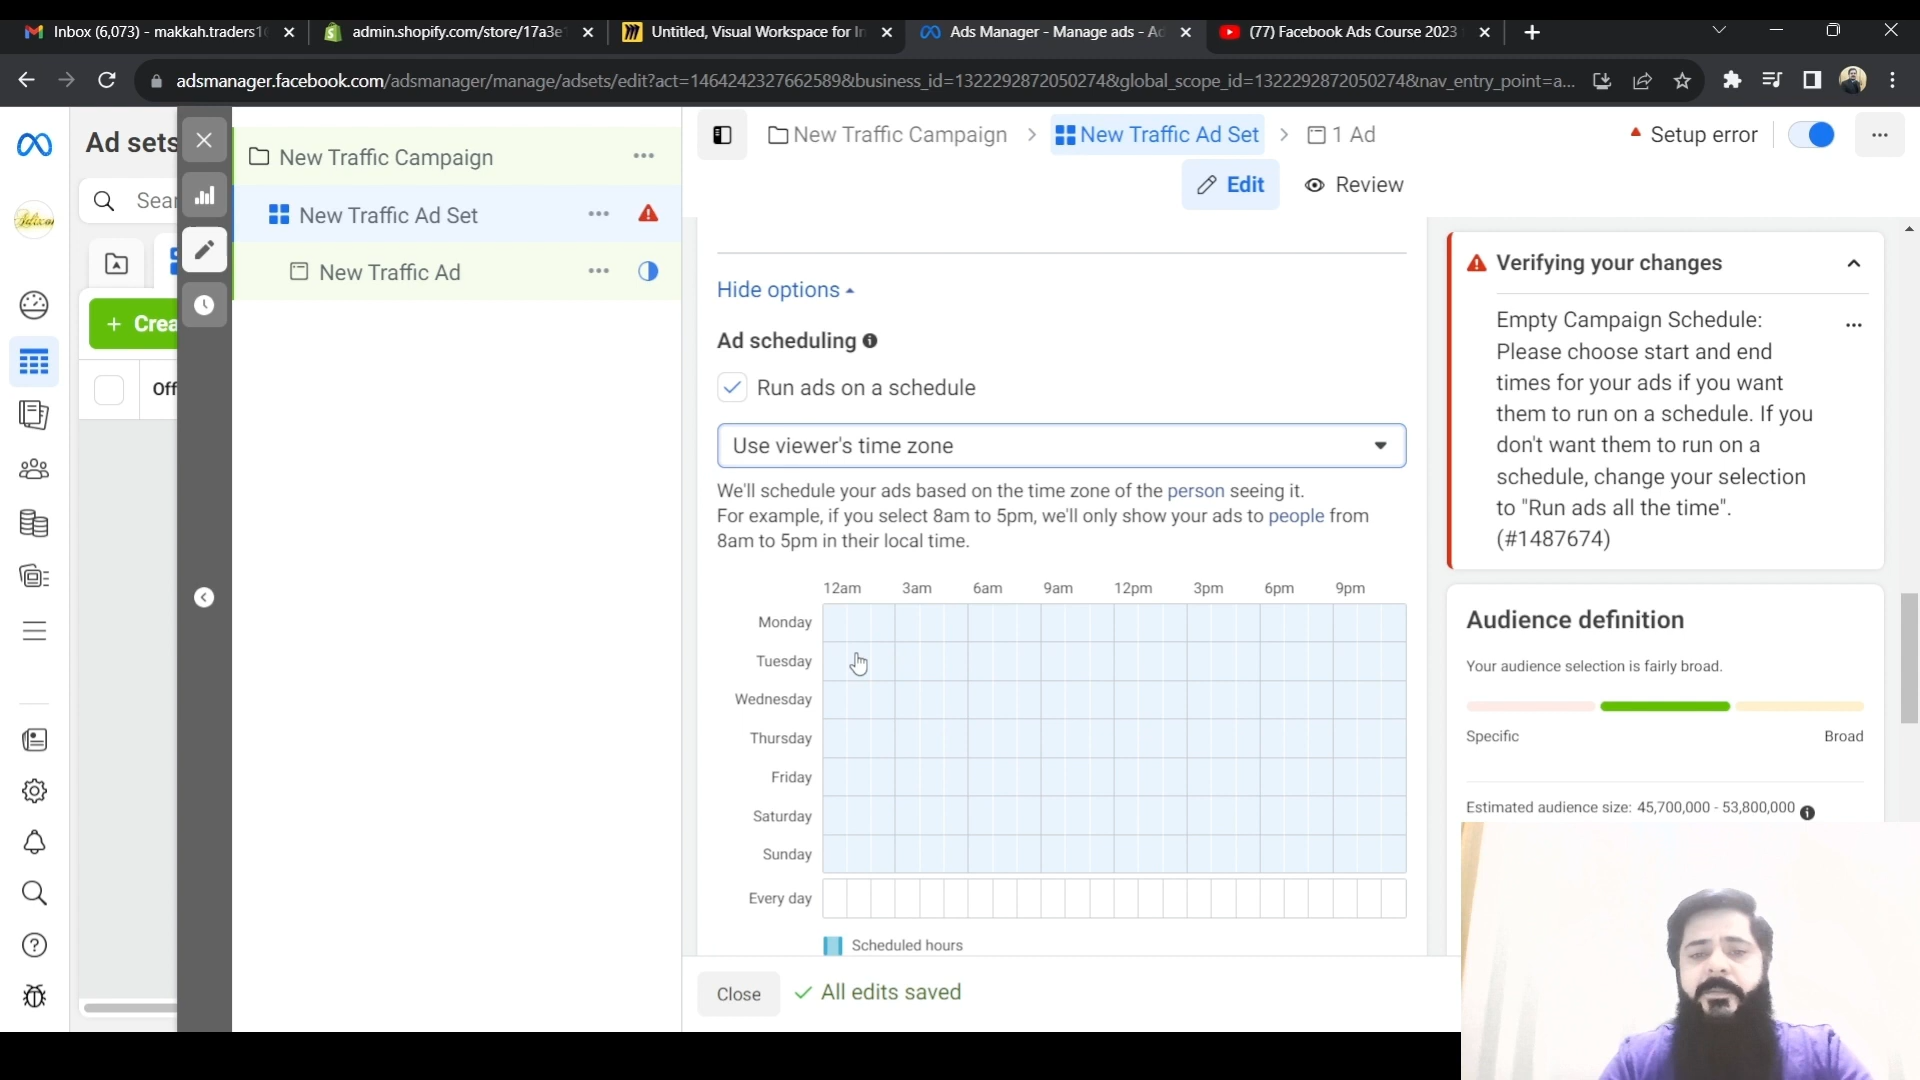 Inbox (6,073) - makkah.traders1
admin.shopify.com/store/17a3e
Untitled, Visual Workspace for In
Ads Manager - Manage ads - Ad
(77) Facebook Ads Course 2023
adsmanager.facebook.com/adsmanager/manage/adsets/edit?act=1464242327662589&business_id=1322292872050274&global_scope_id=1322292872050274&nav_entry_point=a...
Ad sets
Sear
+ Crea
Off
New Traffic Campaign
New Traffic Ad Set
New Traffic Ad
New Traffic Campaign > New Traffic Ad Set > 1 Ad
Setup error
Edit
Review
Hide options
Ad scheduling
Run ads on a schedule
Use viewer's time zone
We'll schedule your ads based on the time zone of the person seeing it.
For example, if you select 8am to 5pm, we'll only show your ads to people from
8am to 5pm in their local time.
12am 3am 6am 9am 12pm 3pm 6pm 9pm
Monday
Tuesday
Wednesday
Thursday
Friday
Saturday
Sunday
Every day
Scheduled hours
Close
All edits saved
Verifying your changes
Empty Campaign Schedule:
Please choose start and end
times for your ads if you want
them to run on a schedule. If you
don't want them to run on a
schedule, change your selection
to "Run ads all the time".
(#1487674)
Audience definition
Your audience selection is fairly broad.
Specific
Broad
Estimated audience size: 45,700,000 - 53,800,000